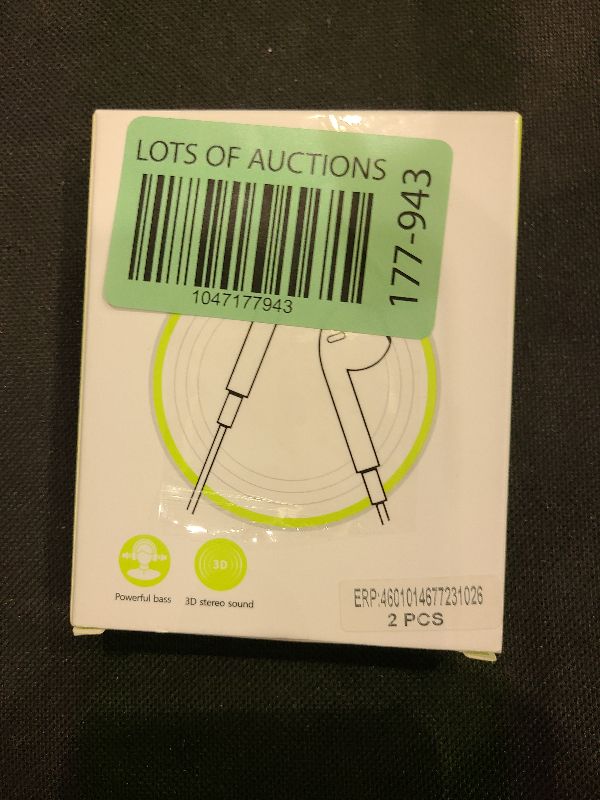 LOTS OF AUCTIONS
177-943
1047177943
3D
Powerful bass
3D stereo sound
ERP:4601014677231026
2 PCS